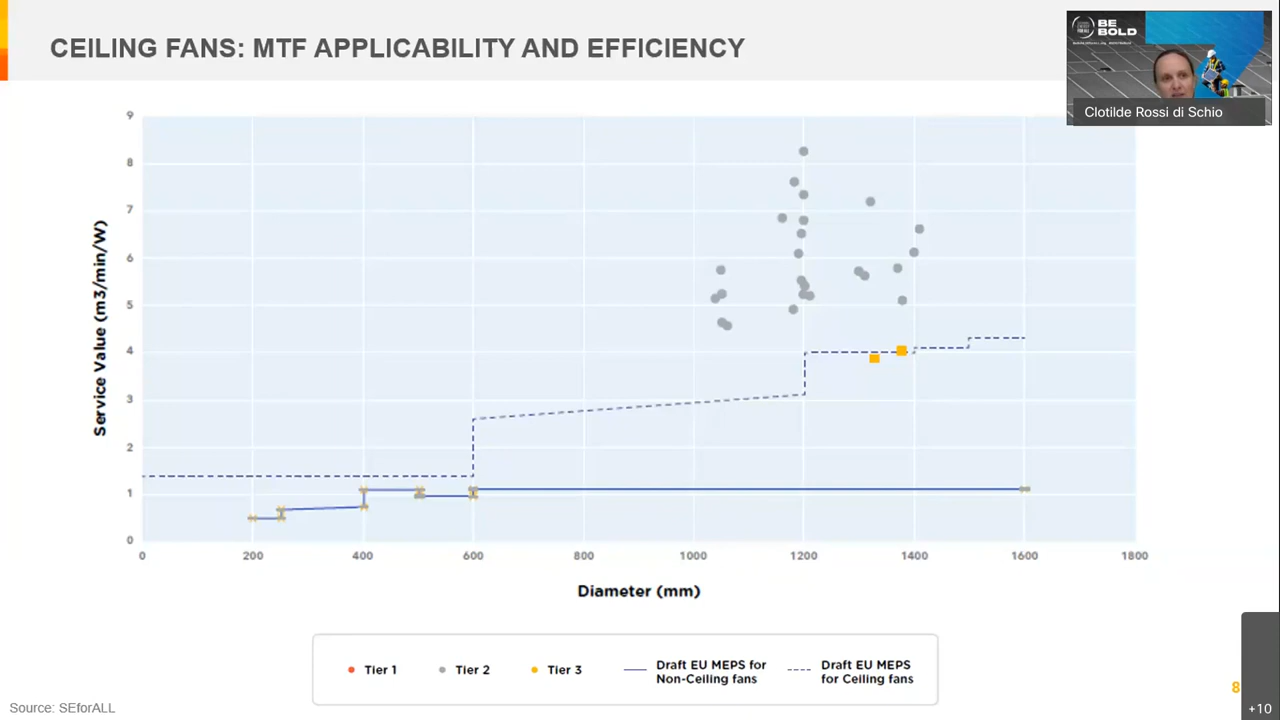 CEILING FANS: MTF APPLICABILITY AND EFFICIENCY
BE
BOLD
Clotilde Rossi di Schio
9
8
7
6
5
4
3
2
1
0
Service Value (m3/min/W)
0 200 400 600 800 1000 1200 1400 1600 1800
Diameter (mm)
Tier 1
Tier 2
Tier 3
Draft EU MEPS for
Non-Ceiling fans
Draft EU MEPS
for Ceiling fans
Source: SEforALL
8
+10